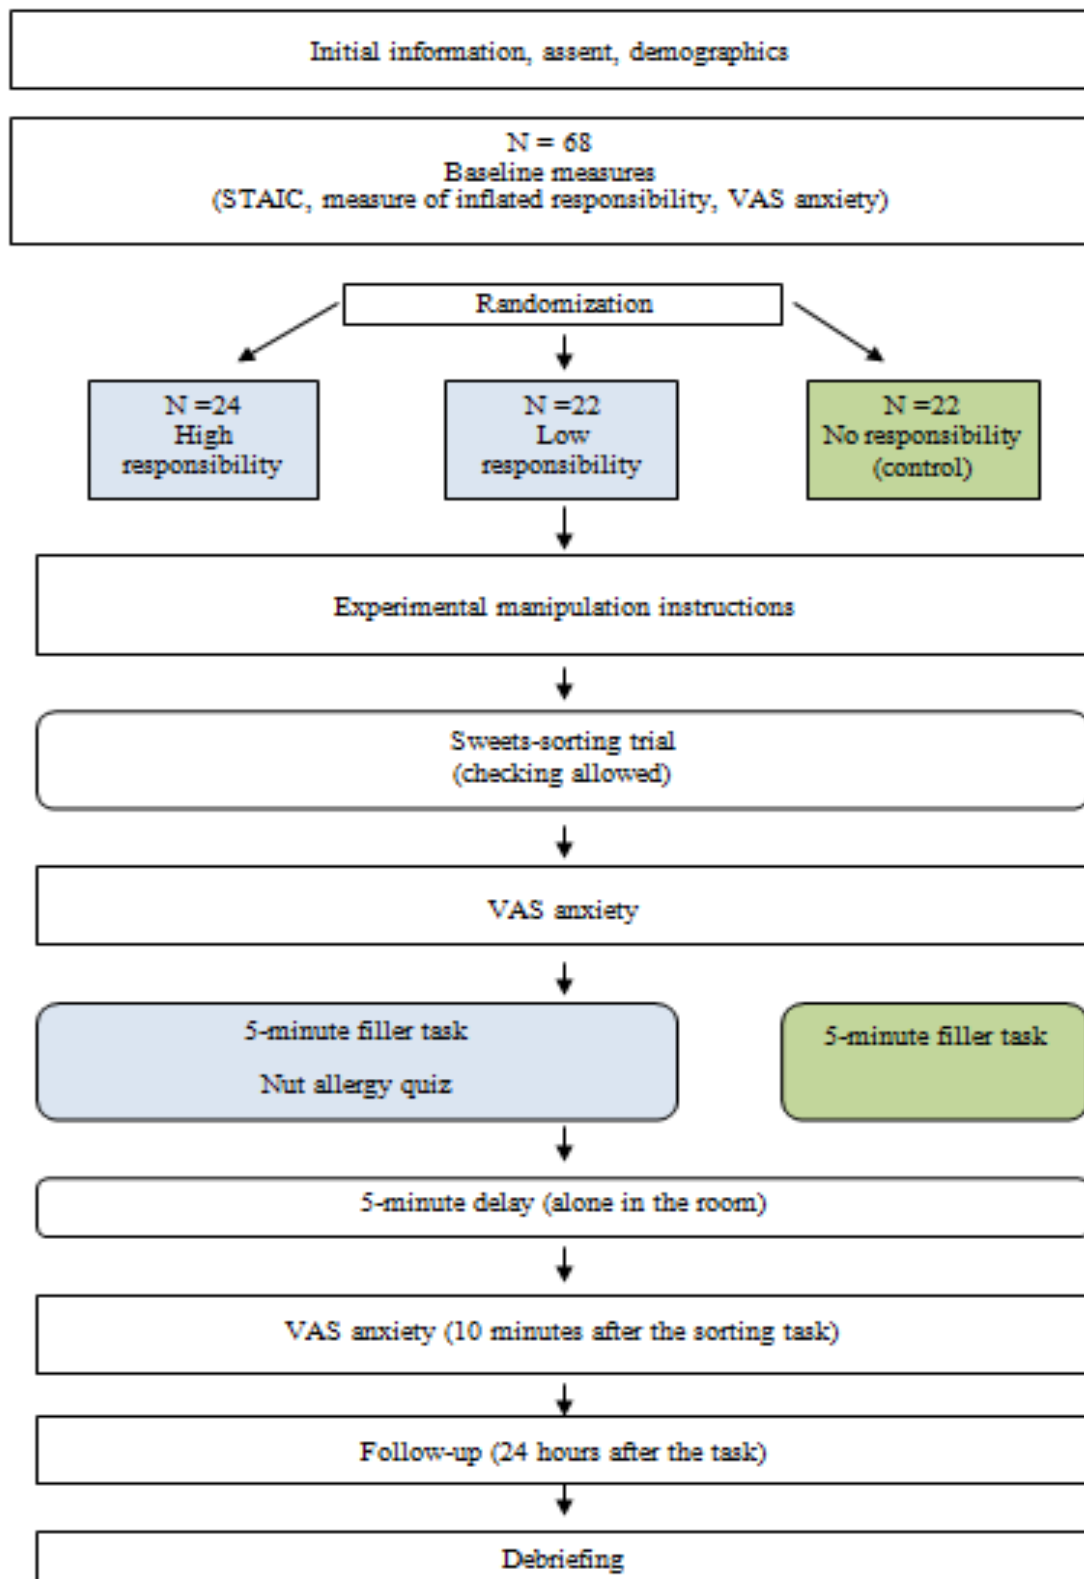 Initial information, assent, demographics
N = 68
Baseline measures
(STAIC, measure of inflated responsibility, VAS anxiety)
Randomization
N =24
High
responsibility
N =22
Low
responsibility
N =22
No responsibility
(control)
Experimental manipulation instructions
Sweets-sorting trial
(checking allowed)
VAS anxiety
5-minute filler task
Nut allergy quiz
5-minute filler task
5-minute delay (alone in the room)
VAS anxiety (10 minutes after the sorting task)
Follow-up (24 hours after the task)
Debriefing